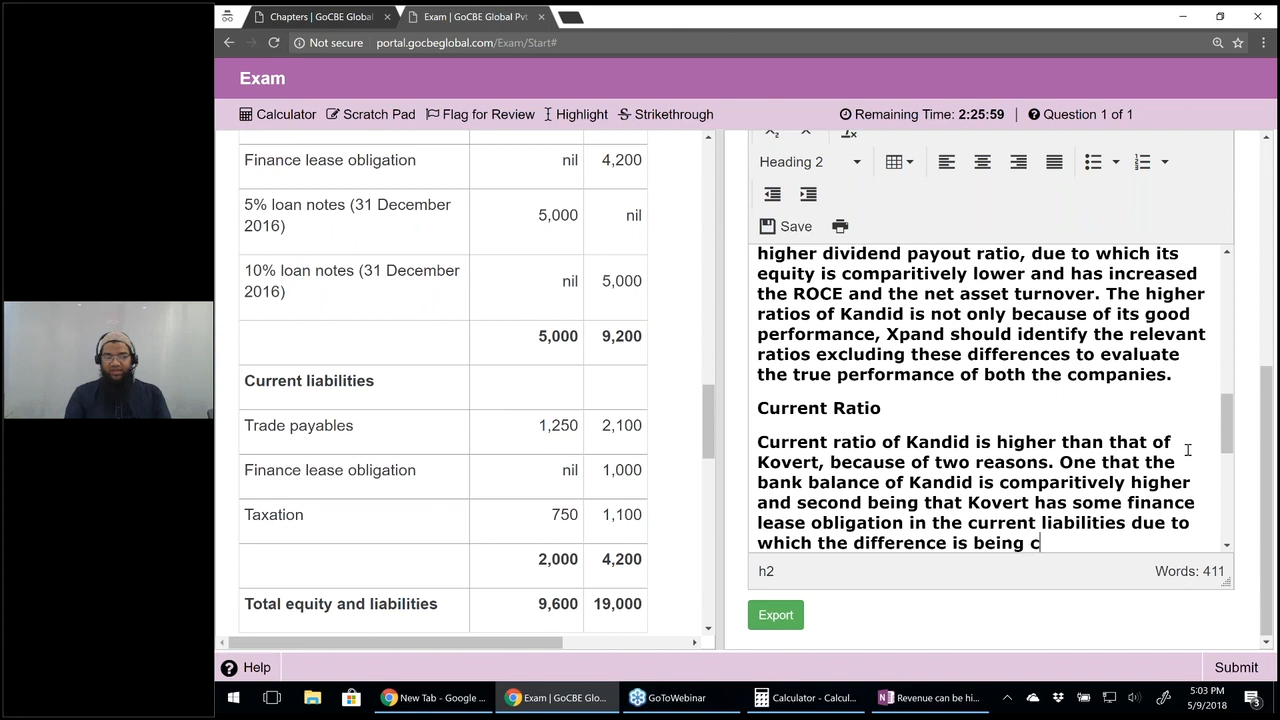 Chapters | GoCBE Global
Exam | GoCBE Global Pvt
Not secure portal.gocbeglobal.com/Exam/Start#
Exam
Calculator Scratch Pad Flag for Review Highlight Strikethrough Remaining Time: 2:25:59 Question 1 of 1
Finance lease obligation nil 4,200
5% loan notes (31 December
2016) 5,000 nil
10% loan notes (31 December
2016) nil 5,000
5,000 9,200
Current liabilities
Trade payables 1,250 2,100
Finance lease obligation nil 1,000
Taxation 750 1,100
2,000 4,200
Total equity and liabilities 9,600 19,000
Heading 2
Save
higher dividend payout ratio, due to which its
equity is comparitively lower and has increased
the ROCE and the net asset turnover. The higher
ratios of Kandid is not only because of its good
performance, Xpand should identify the relevant
ratios excluding these differences to evaluate
the true performance of both the companies.
Current Ratio
Current ratio of Kandid is higher than that of
Kovert, because of two reasons. One that the
bank balance of Kandid is comparitively higher
and second being that Kovert has some finance
lease obligation in the current liabilities due to
which the difference is being c
h2 Words: 411
Export
Help Submit
New Tab - Google ... Exam | GoCBE Glo... GoToWebinar Calculator - Calcul... Revenue can be hi...
5:03 PM
5/9/2018
3